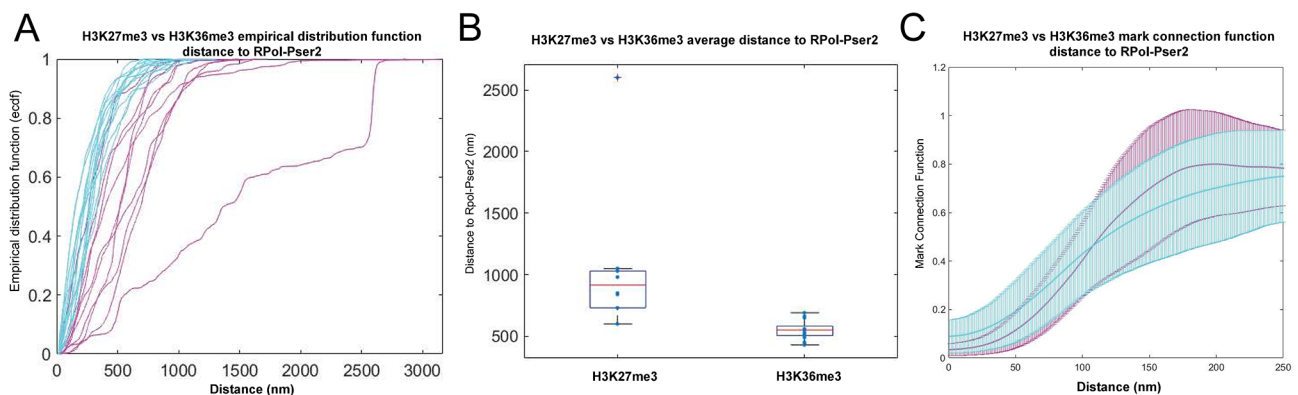 A
H3K27me3 vs H3K36me3 empirical distribution function
distance to RPol-Pser2
Empirical distribution function (ecdf)
1
0.8
0.6
0.4
0.2
0
0 500 1000 1500 2000 2500 3000
Distance (nm)
B
H3K27me3 vs H3K36me3 average distance to RPol-Pser2
Distance to Rpol-Pser2 (nm)
2500
2000
1500
1000
500
H3K27me3 H3K36me3
C
H3K27me3 vs H3K36me3 mark connection function
distance to RPol-Pser2
Mark Connection Function
1.2
1
0.8
0.6
0.4
0.2
0
0 50 100 150 200 250
Distance (nm)